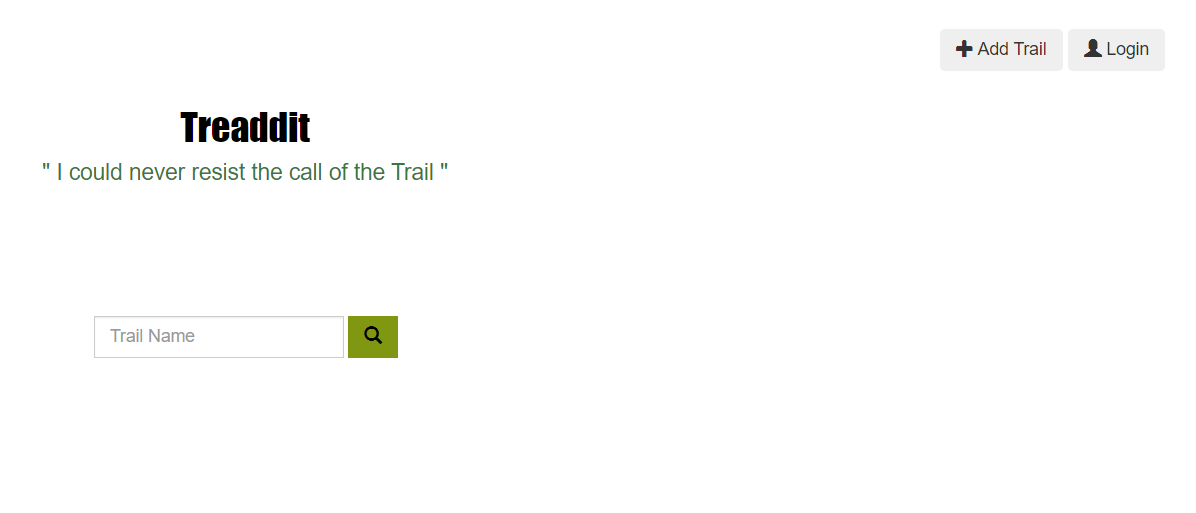 Add Trail
Login
Treaddit
" I could never resist the call of the Trail "
Trail Name